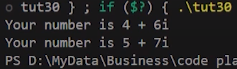 o tut30 } ; if ($?) { .\tut30
Your number is 4 + 6i
Your number is 5 + 7i
PS D:\MyData\Business\code pla